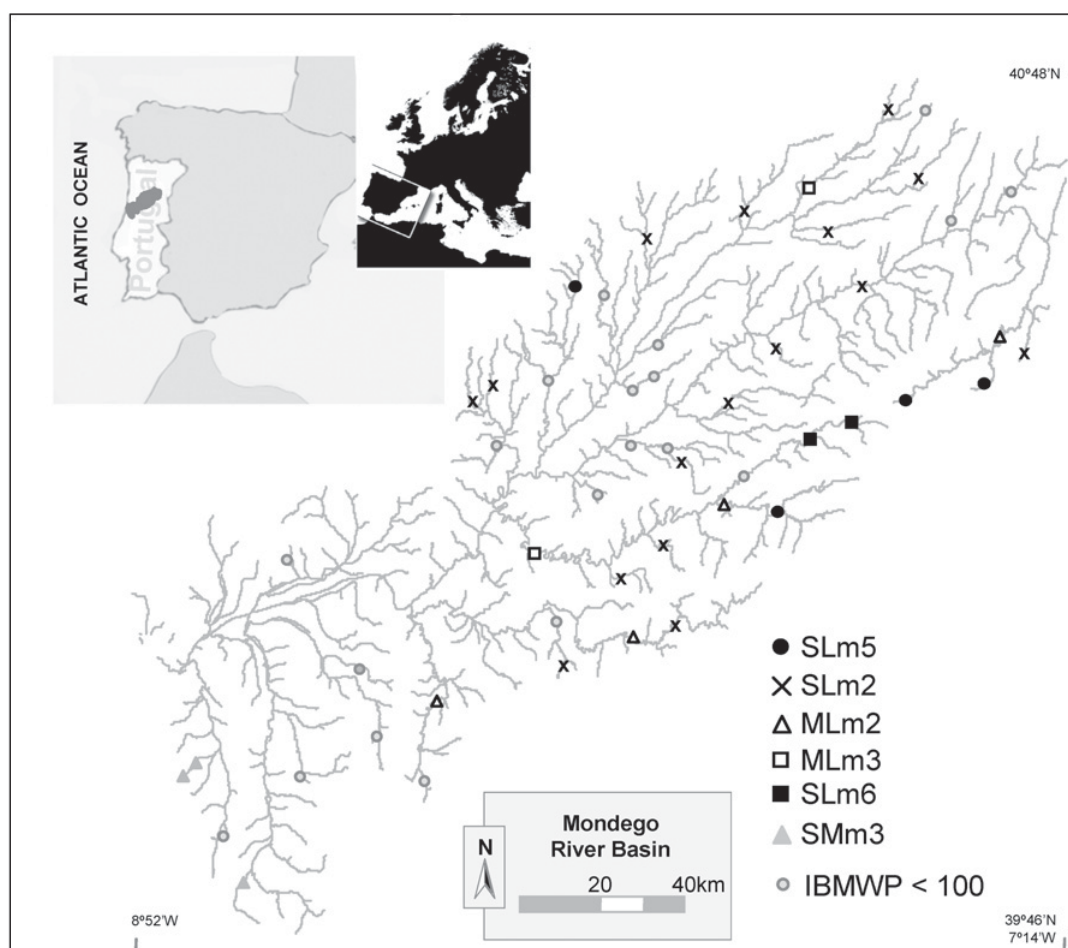 40º48'N
ATLANTIC OCEAN
Portugal
SLm5
SLm2
MLm2
MLm3
SLm6
SMm3
IBMWP < 100
Mondego
River Basin
N
20 40km
8º52'W
39º46'N
7º14'W